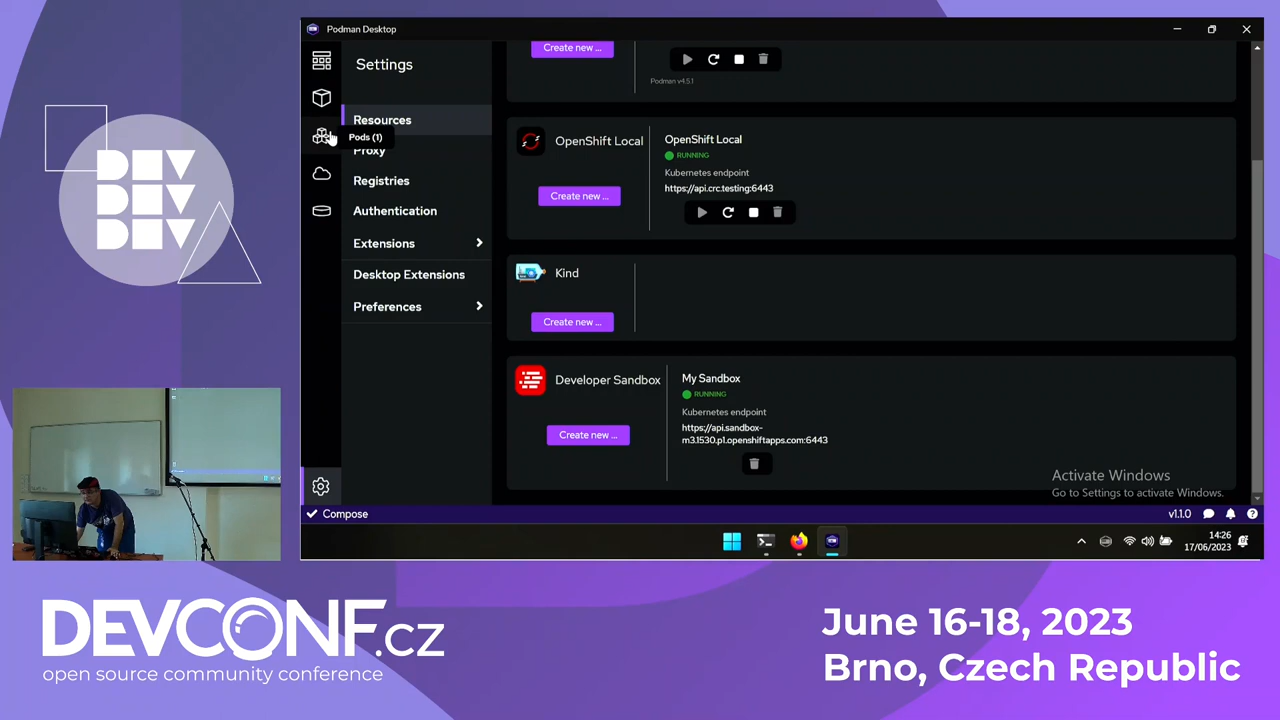 Podman Desktop
Settings
Resources
Pods (1)
Proxy
Registries
Authentication
Extensions
Desktop Extensions
Preferences
Create new ...
Podman v4.5.1
OpenShift Local
Create new ...
OpenShift Local
RUNNING
Kubernetes endpoint
https://api.crc.testing:6443
Kind
Create new ...
Developer Sandbox
Create new ...
My Sandbox
RUNNING
Kubernetes endpoint
https://api.sandbox-
m3.1530.p1.openshiftapps.com:6443
Activate Windows
Go to Settings to activate Windows.
Compose
v1.1.0
14:26
17/06/2023
DEV
DEV
DEV
DEVCONF.cz
open source community conference
June 16-18, 2023
Brno, Czech Republic